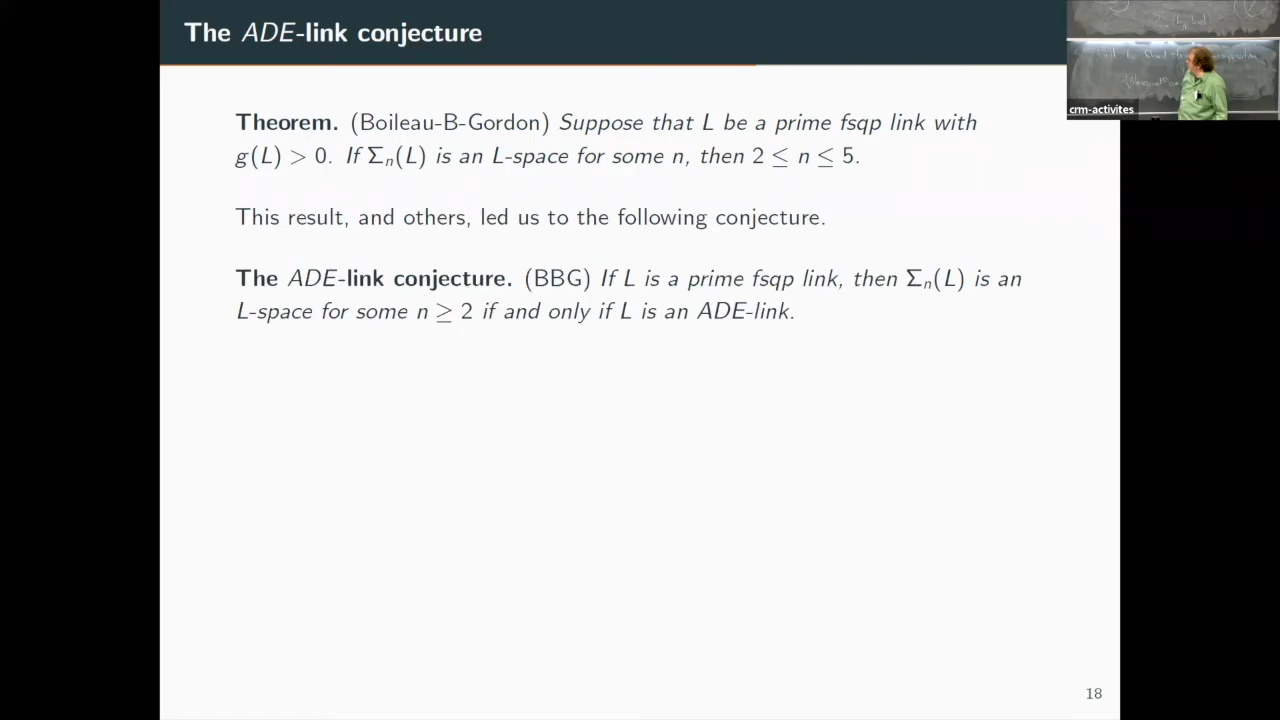 The ADE-link conjecture
crm-activites
Theorem. (Boileau-B-Gordon) Suppose that L be a prime fsqp link with
g(L) > 0. If Σₙ(L) is an L-space for some n, then 2 ≤ n ≤ 5.
This result, and others, led us to the following conjecture.
The ADE-link conjecture. (BBG) If L is a prime fsqp link, then Σₙ(L) is an
L-space for some n ≥ 2 if and only if L is an ADE-link.
18